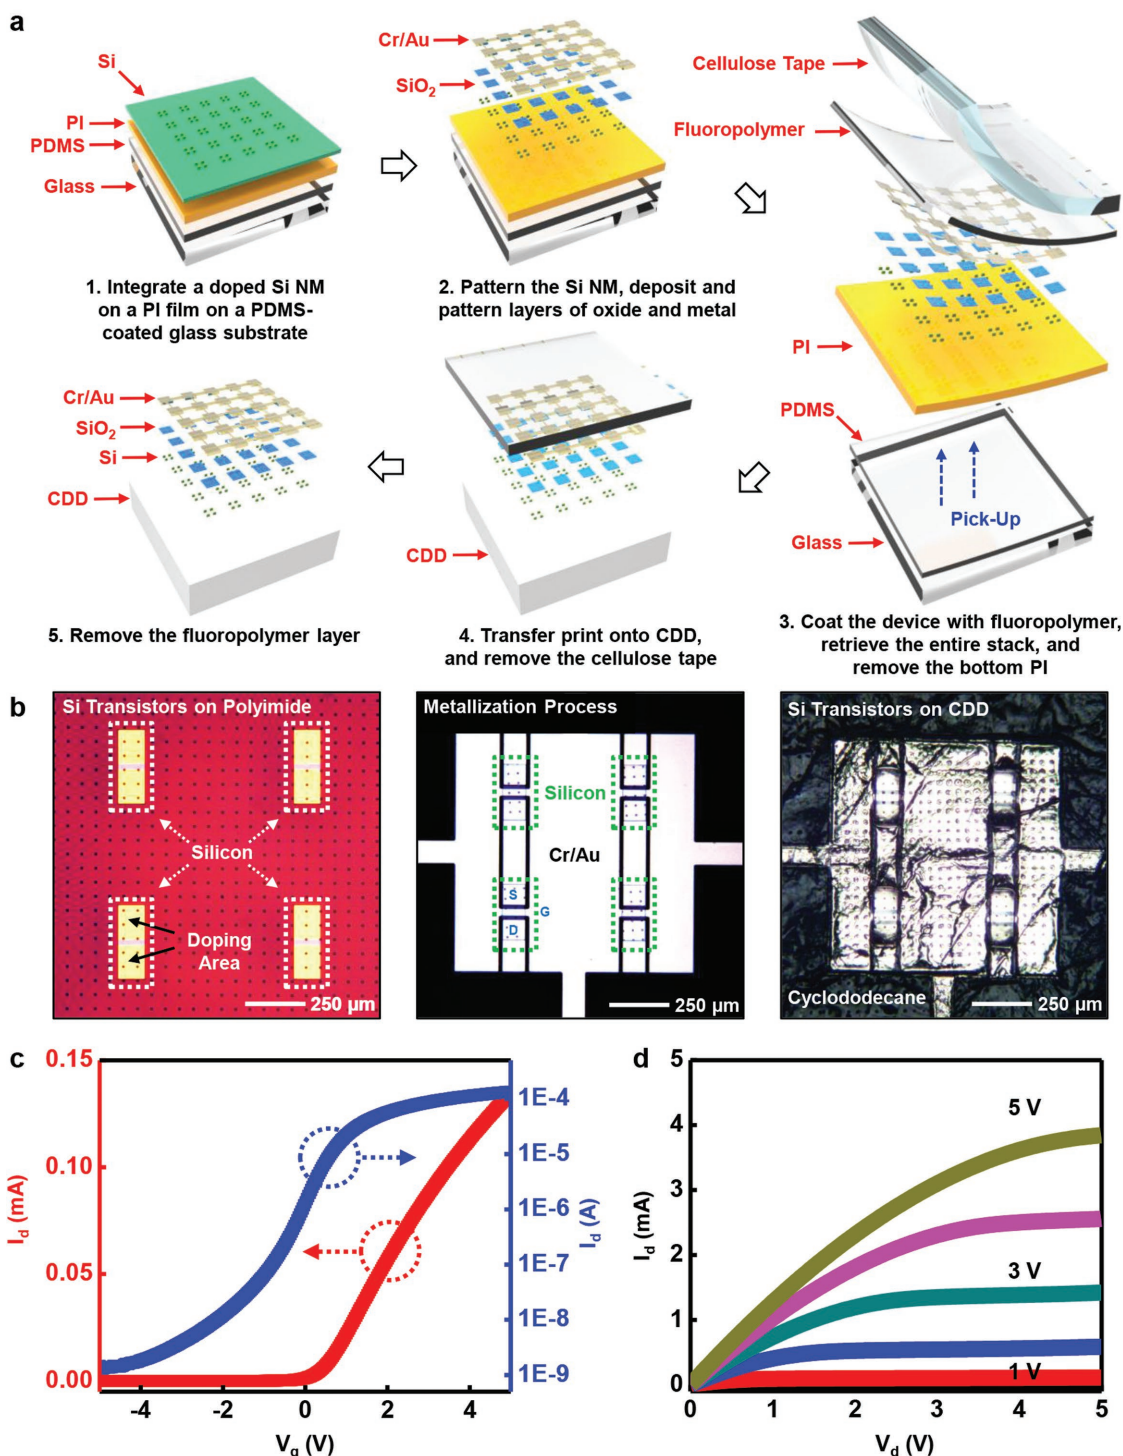 a
Si
PI
PDMS
Glass
1. Integrate a doped Si NM
on a PI film on a PDMS-
coated glass substrate
Cr/Au
SiO2
2. Pattern the Si NM, deposit and
pattern layers of oxide and metal
Cellulose Tape
Fluoropolymer
PI
PDMS
Pick-Up
Glass
3. Coat the device with fluoropolymer,
retrieve the entire stack, and
remove the bottom PI
CDD
4. Transfer print onto CDD,
and remove the cellulose tape
Cr/Au
SiO2
Si
CDD
5. Remove the fluoropolymer layer
b
Si Transistors on Polyimide
Silicon
Doping
Area
250 µm
Metallization Process
Silicon
Cr/Au
S
G
D
250 µm
Si Transistors on CDD
Cyclododecane
250 µm
c
0.15
0.10
0.05
0.00
Id (mA)
1E-4
1E-5
1E-6
1E-7
1E-8
1E-9
Id (A)
-4
-2
0
2
4
Vg (V)
d
5
4
3
2
1
0
Id (mA)
5 V
3 V
1 V
0
1
2
3
4
5
Vd (V)